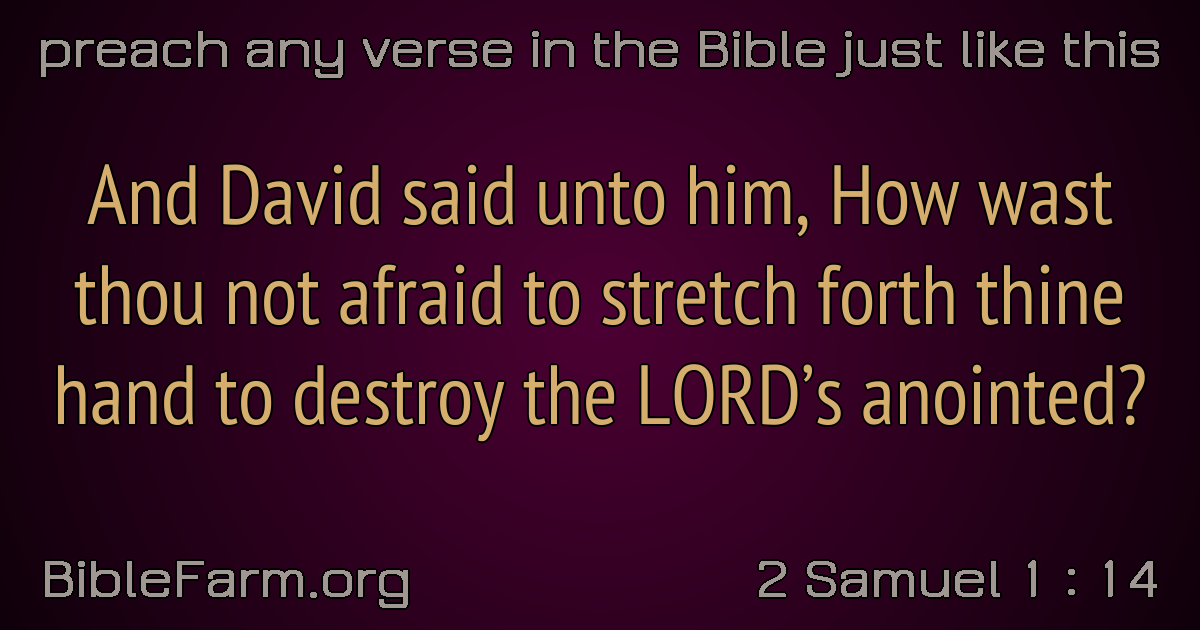 preach any verse in the Bible just like this
And David said unto him, How wast
thou not afraid to stretch forth thine
hand to destroy the LORD’s anointed?
BibleFarm.org
2 Samuel 1 : 14